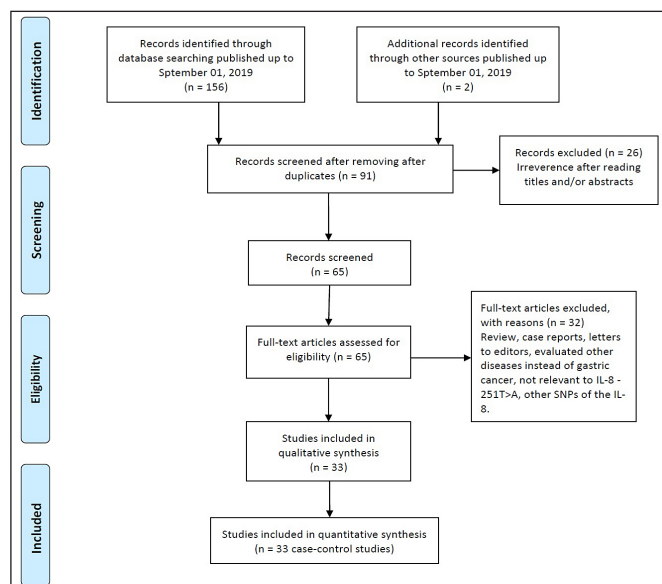 Identification
Records identified through
database searching published up to
Sptember 01, 2019
(n = 156)
Additional records identified
through other sources published up
to Sptember 01, 2019
(n = 2)
Records screened after removing after
duplicates (n = 91)
Records excluded (n = 26)
Irreverence after reading
titles and/or abstracts
Screening
Records screened
(n = 65)
Eligibility
Full-text articles assessed for
eligibility (n = 65)
Full-text articles excluded,
with reasons (n = 32)
Review, case reports, letters
to editors, evaluated other
diseases instead of gastric
cancer, not relevant to IL-8 -
251T>A, other SNPs of the IL-
8.
Studies included in
qualitative synthesis
(n = 33)
Included
Studies included in quantitative synthesis
(n = 33 case-control studies)